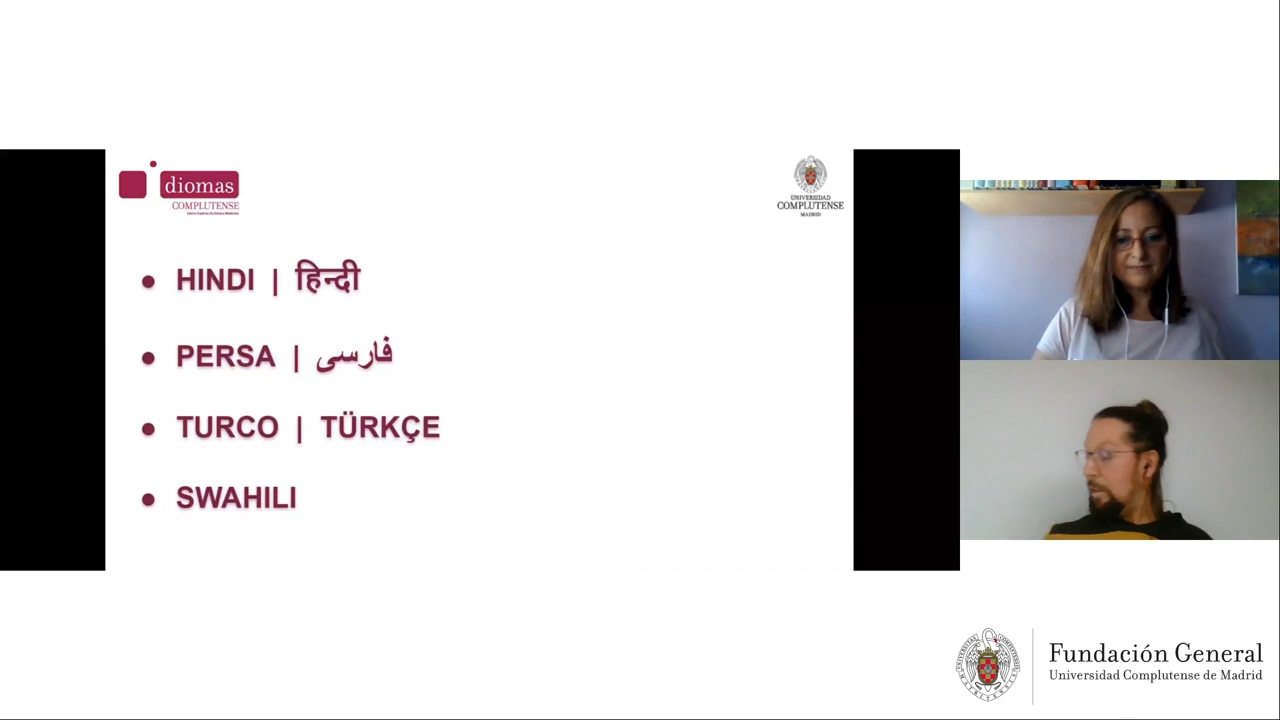 diomas
COMPLUTENSE
UNIVERSIDAD
COMPLUTENSE
MADRID
● HINDI | हिन्दी
● PERSA | فارسی
● TURCO | TÜRKÇE
● SWAHILI
Fundación General
Universidad Complutense de Madrid